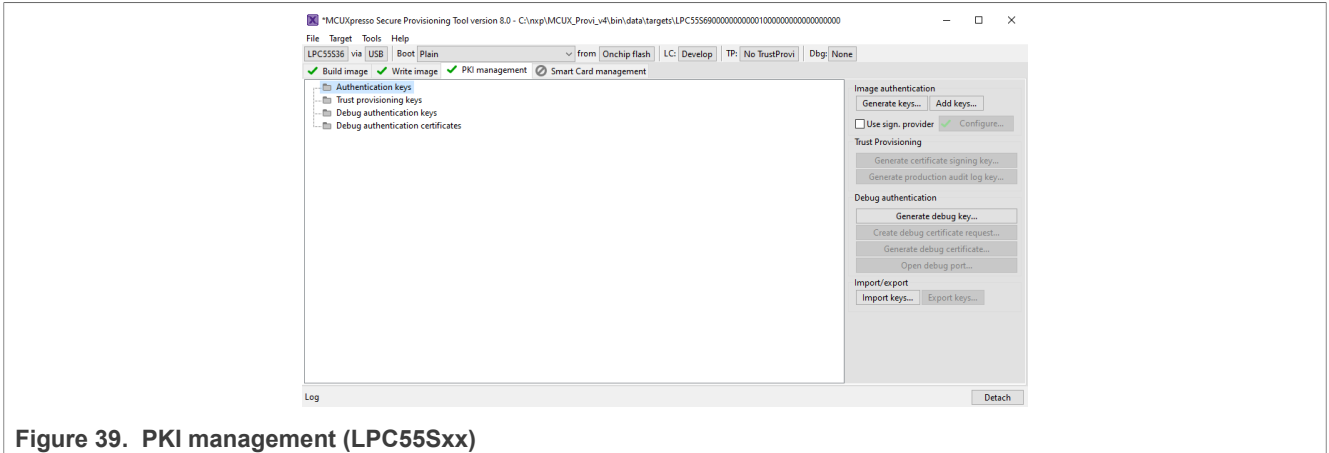 *MCUXpresso Secure Provisioning Tool version 8.0 - C:\nxp\MCUX_Provi_v4\bin\data\targets\LPC55S69000000000001000000000000000000
File Target Tools Help
LPC55S36 via USB Boot Plain from Onchip flash LC: Develop TP: No TrustProvi Dbg: None
Build image Write image PKI management Smart Card management
Authentication keys
Trust provisioning keys
Debug authentication keys
Debug authentication certificates
Image authentication
Generate keys... Add keys...
Use sign. provider Configure...
Trust Provisioning
Generate certificate signing key...
Generate production audit log key...
Debug authentication
Generate debug key...
Create debug certificate request...
Generate debug certificate...
Open debug port...
Import/export
Import keys... Export keys...
Log Detach
Figure 39. PKI management (LPC55Sxx)